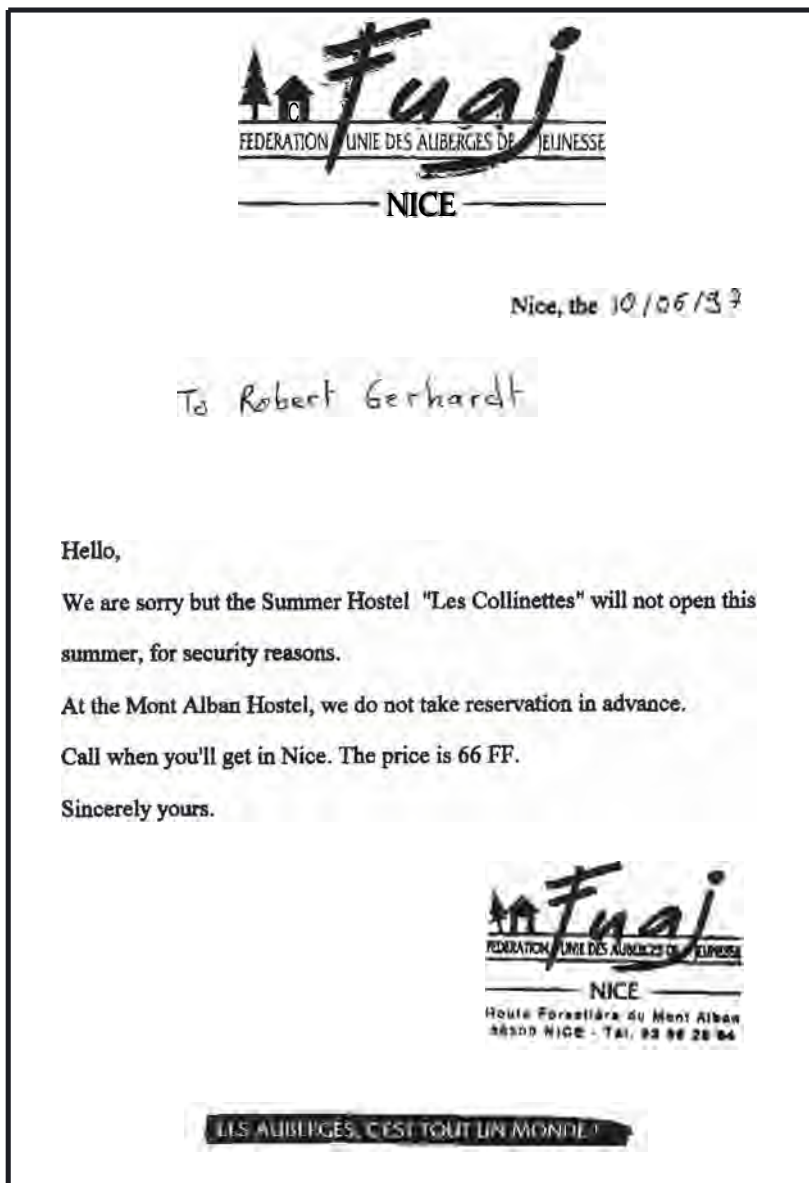 Fuaj
FEDERATION UNIE DES AUBERGES DE JEUNESSE
NICE
Nice, the 10/06/97
To Robert Gerhardt
Hello,
We are sorry but the Summer Hostel "Les Collinettes" will not open this
summer, for security reasons.
At the Mont Alban Hostel, we do not take reservation in advance.
Call when you'll get in Nice. The price is 66 FF.
Sincerely yours.
Fuaj
FEDERATION UNIE DES AUBERGES DE JEUNESSE
NICE
Route Forestière du Mont Alban
NICE - Tél. 93
LES AUBERGES, C'EST TOUT UN MONDE !